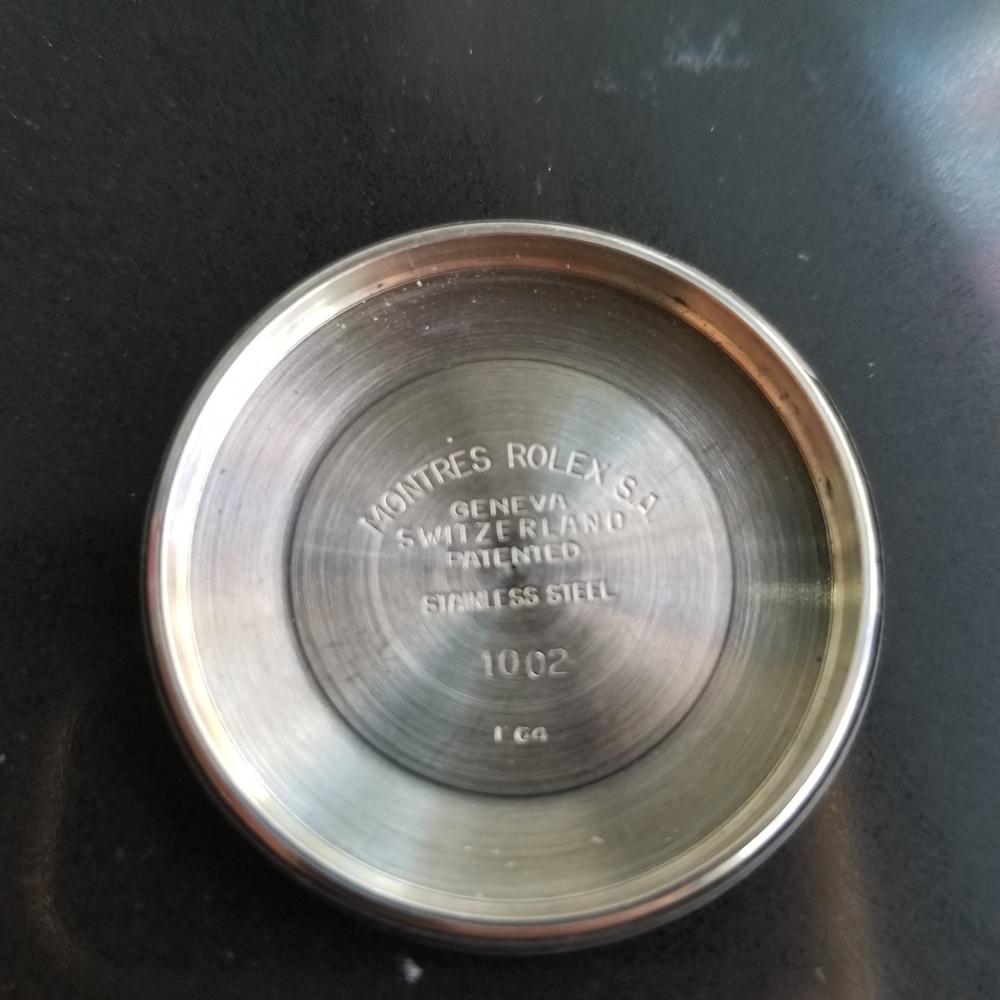 MONTRES ROLEX S.A.
GENEVA
SWITZERLAND
PATENTED
STAINLESS STEEL
1002
I 64